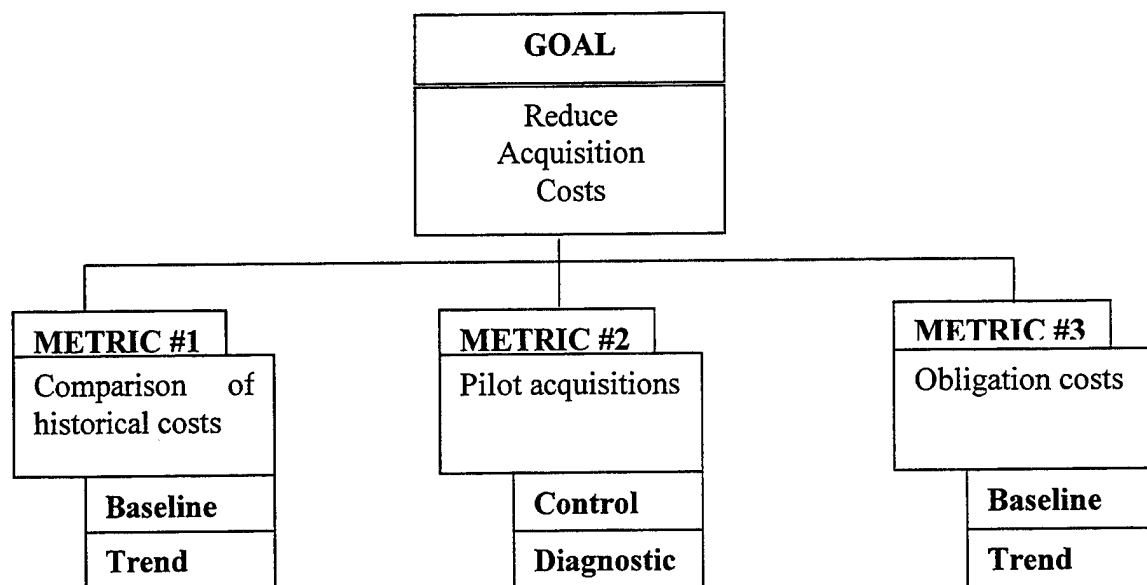 GOAL
Reduce
Acquisition
Costs
METRIC #1
Comparison of
historical costs
Baseline
Trend
METRIC #2
Pilot acquisitions
Control
Diagnostic
METRIC #3
Obligation costs
Baseline
Trend